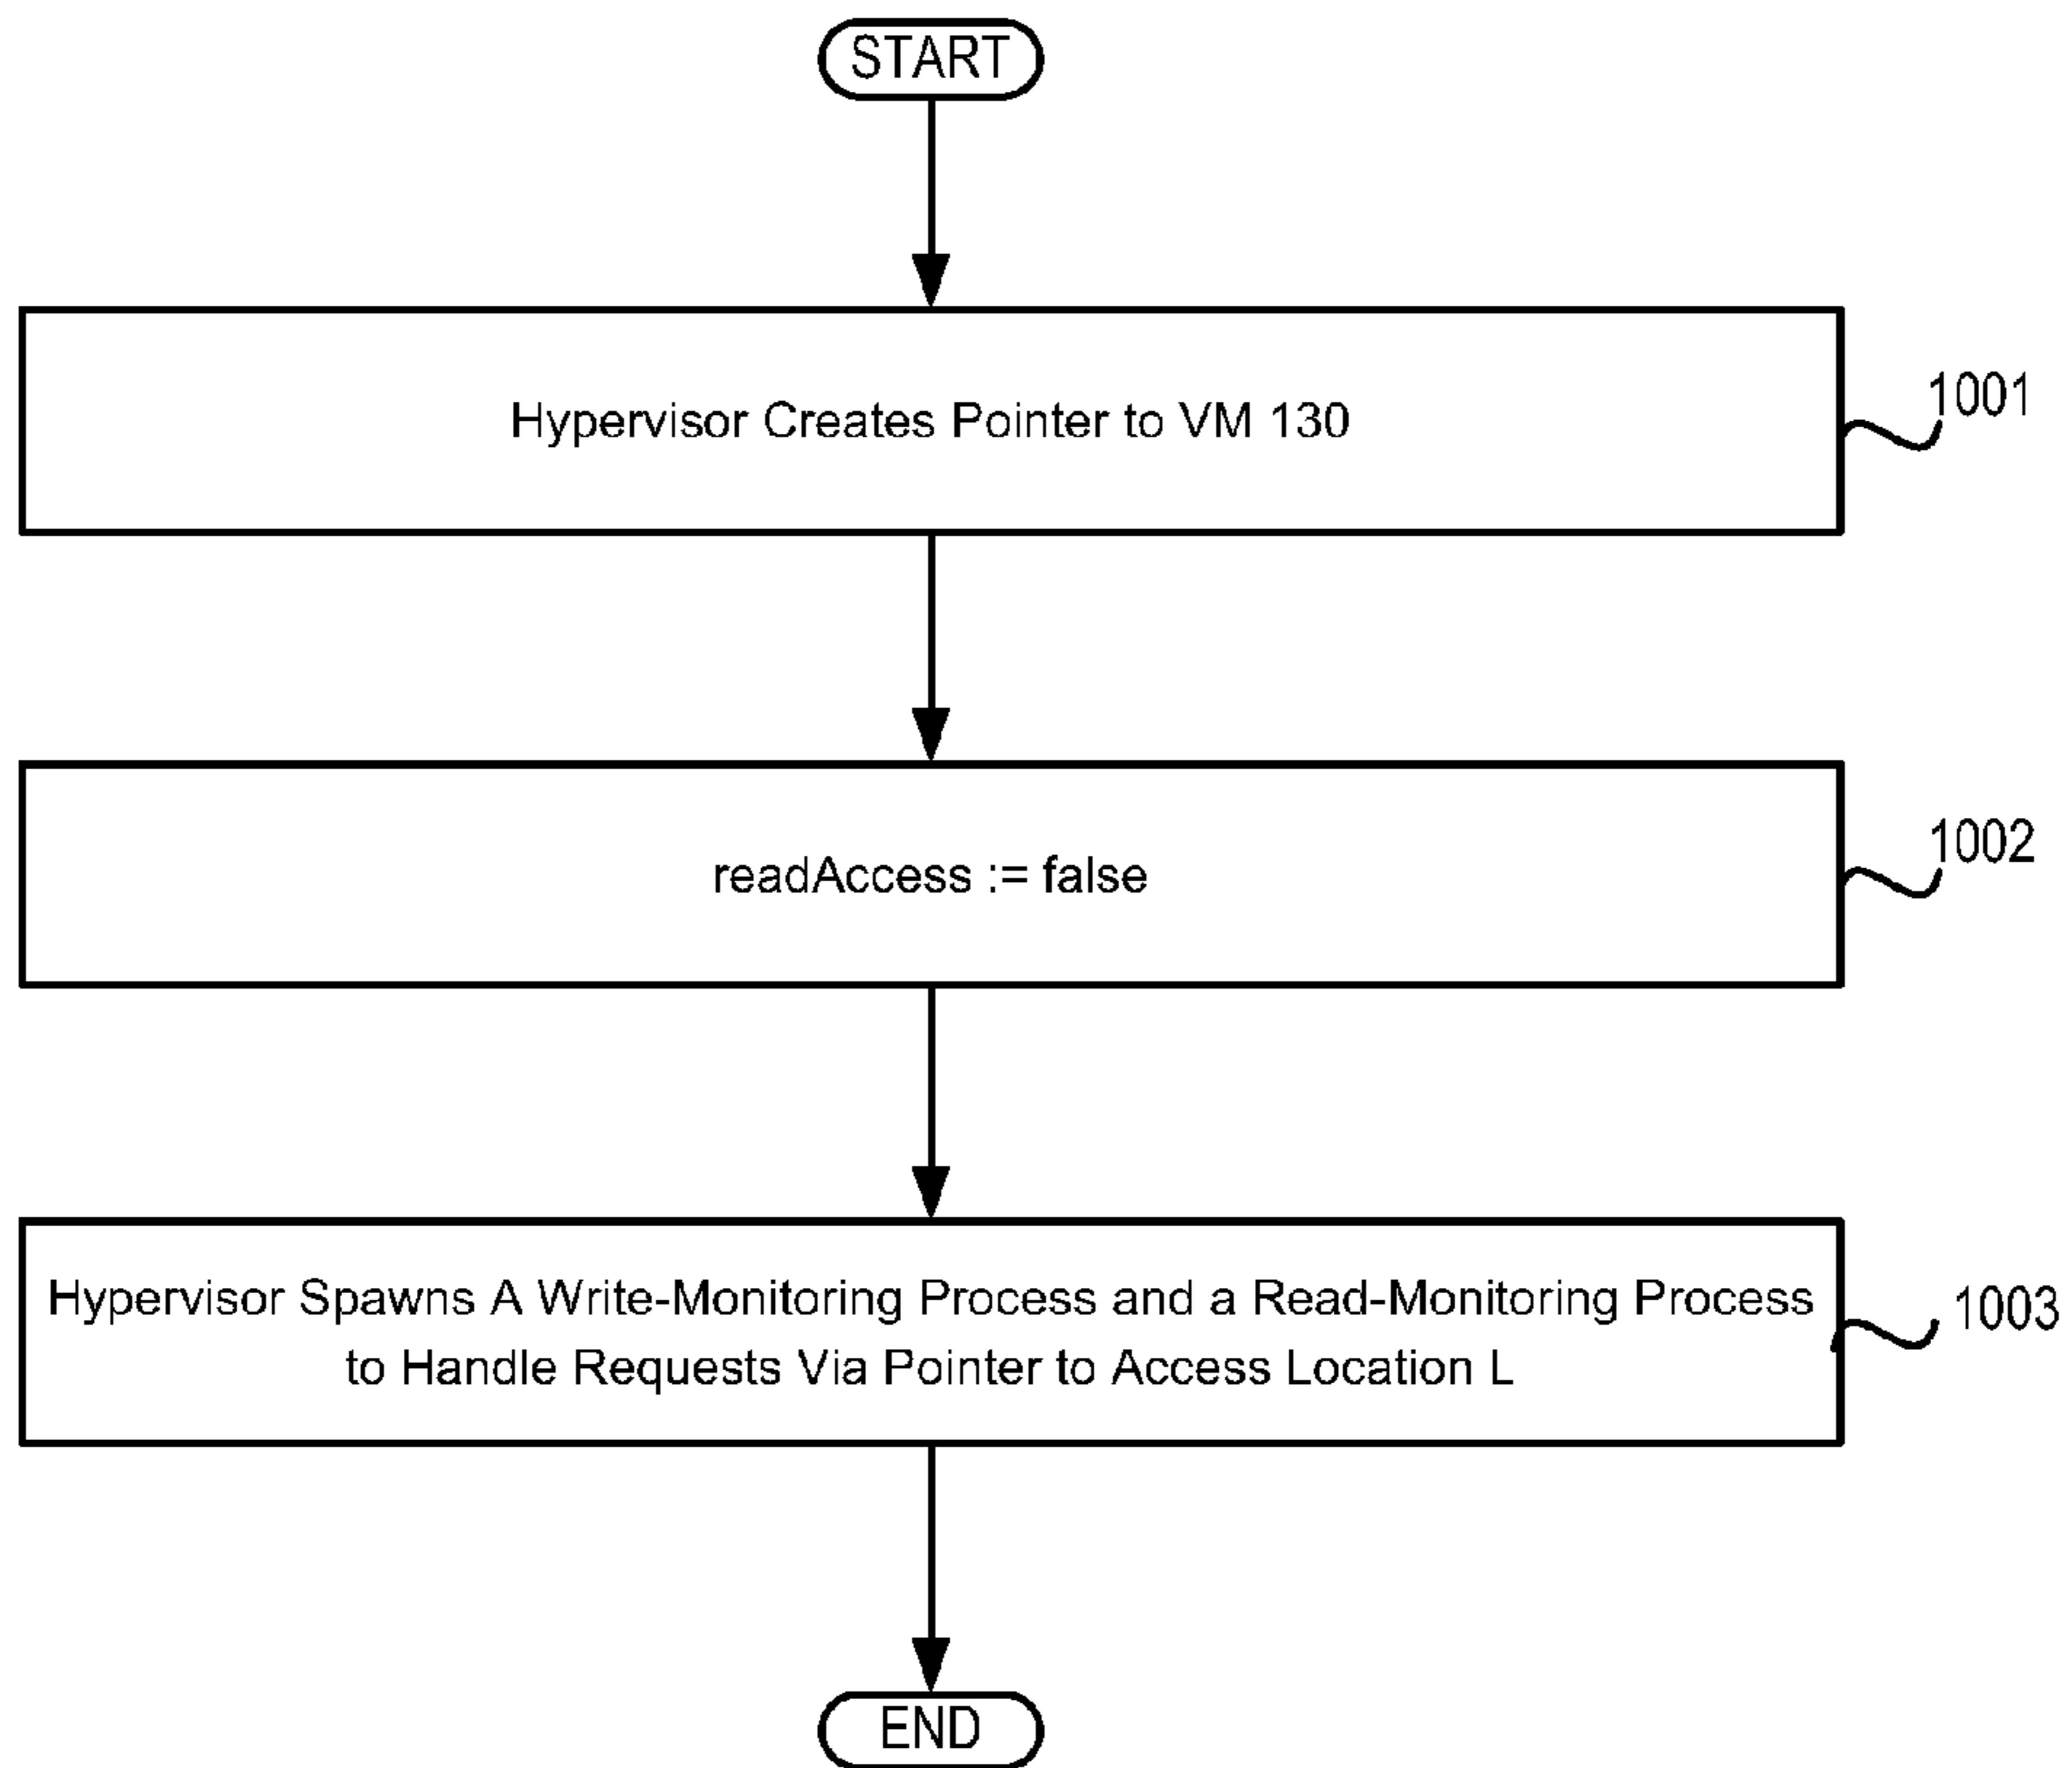 START
Hypervisor Creates Pointer to VM 130
1001
readAccess := false
1002
Hypervisor Spawns A Write-Monitoring Process and a Read-Monitoring Process
to Handle Requests Via Pointer to Access Location L
1003
END